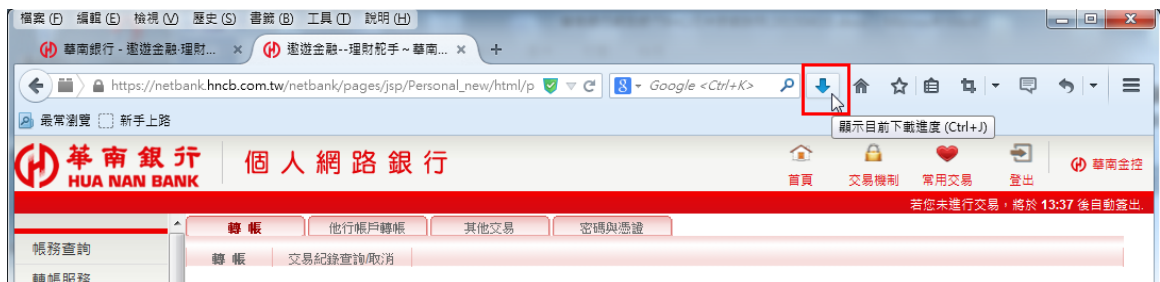 檔案(F) 編輯(E) 檢視(V) 歷史(S) 書籤(B) 工具(T) 說明(H)
華南銀行 - 遨遊金融‧理財... × 遨遊金融--理財舵手~華南... × +
https://netbank.hncb.com.tw/netbank/pages/jsp/Personal_new/html/p 8 Google <Ctrl+K>
最常瀏覽 新手上路
顯示目前下載進度 (Ctrl+J)
華南銀行 個人網路銀行
HUA NAN BANK
首頁 交易機制 常用交易 登出 華南金控
若您未進行交易，將於 13:37 後自動簽出.
轉帳 他行帳戶轉帳 其他交易 密碼與憑證
帳務查詢
轉帳 交易紀錄查詢/取消
轉帳服務